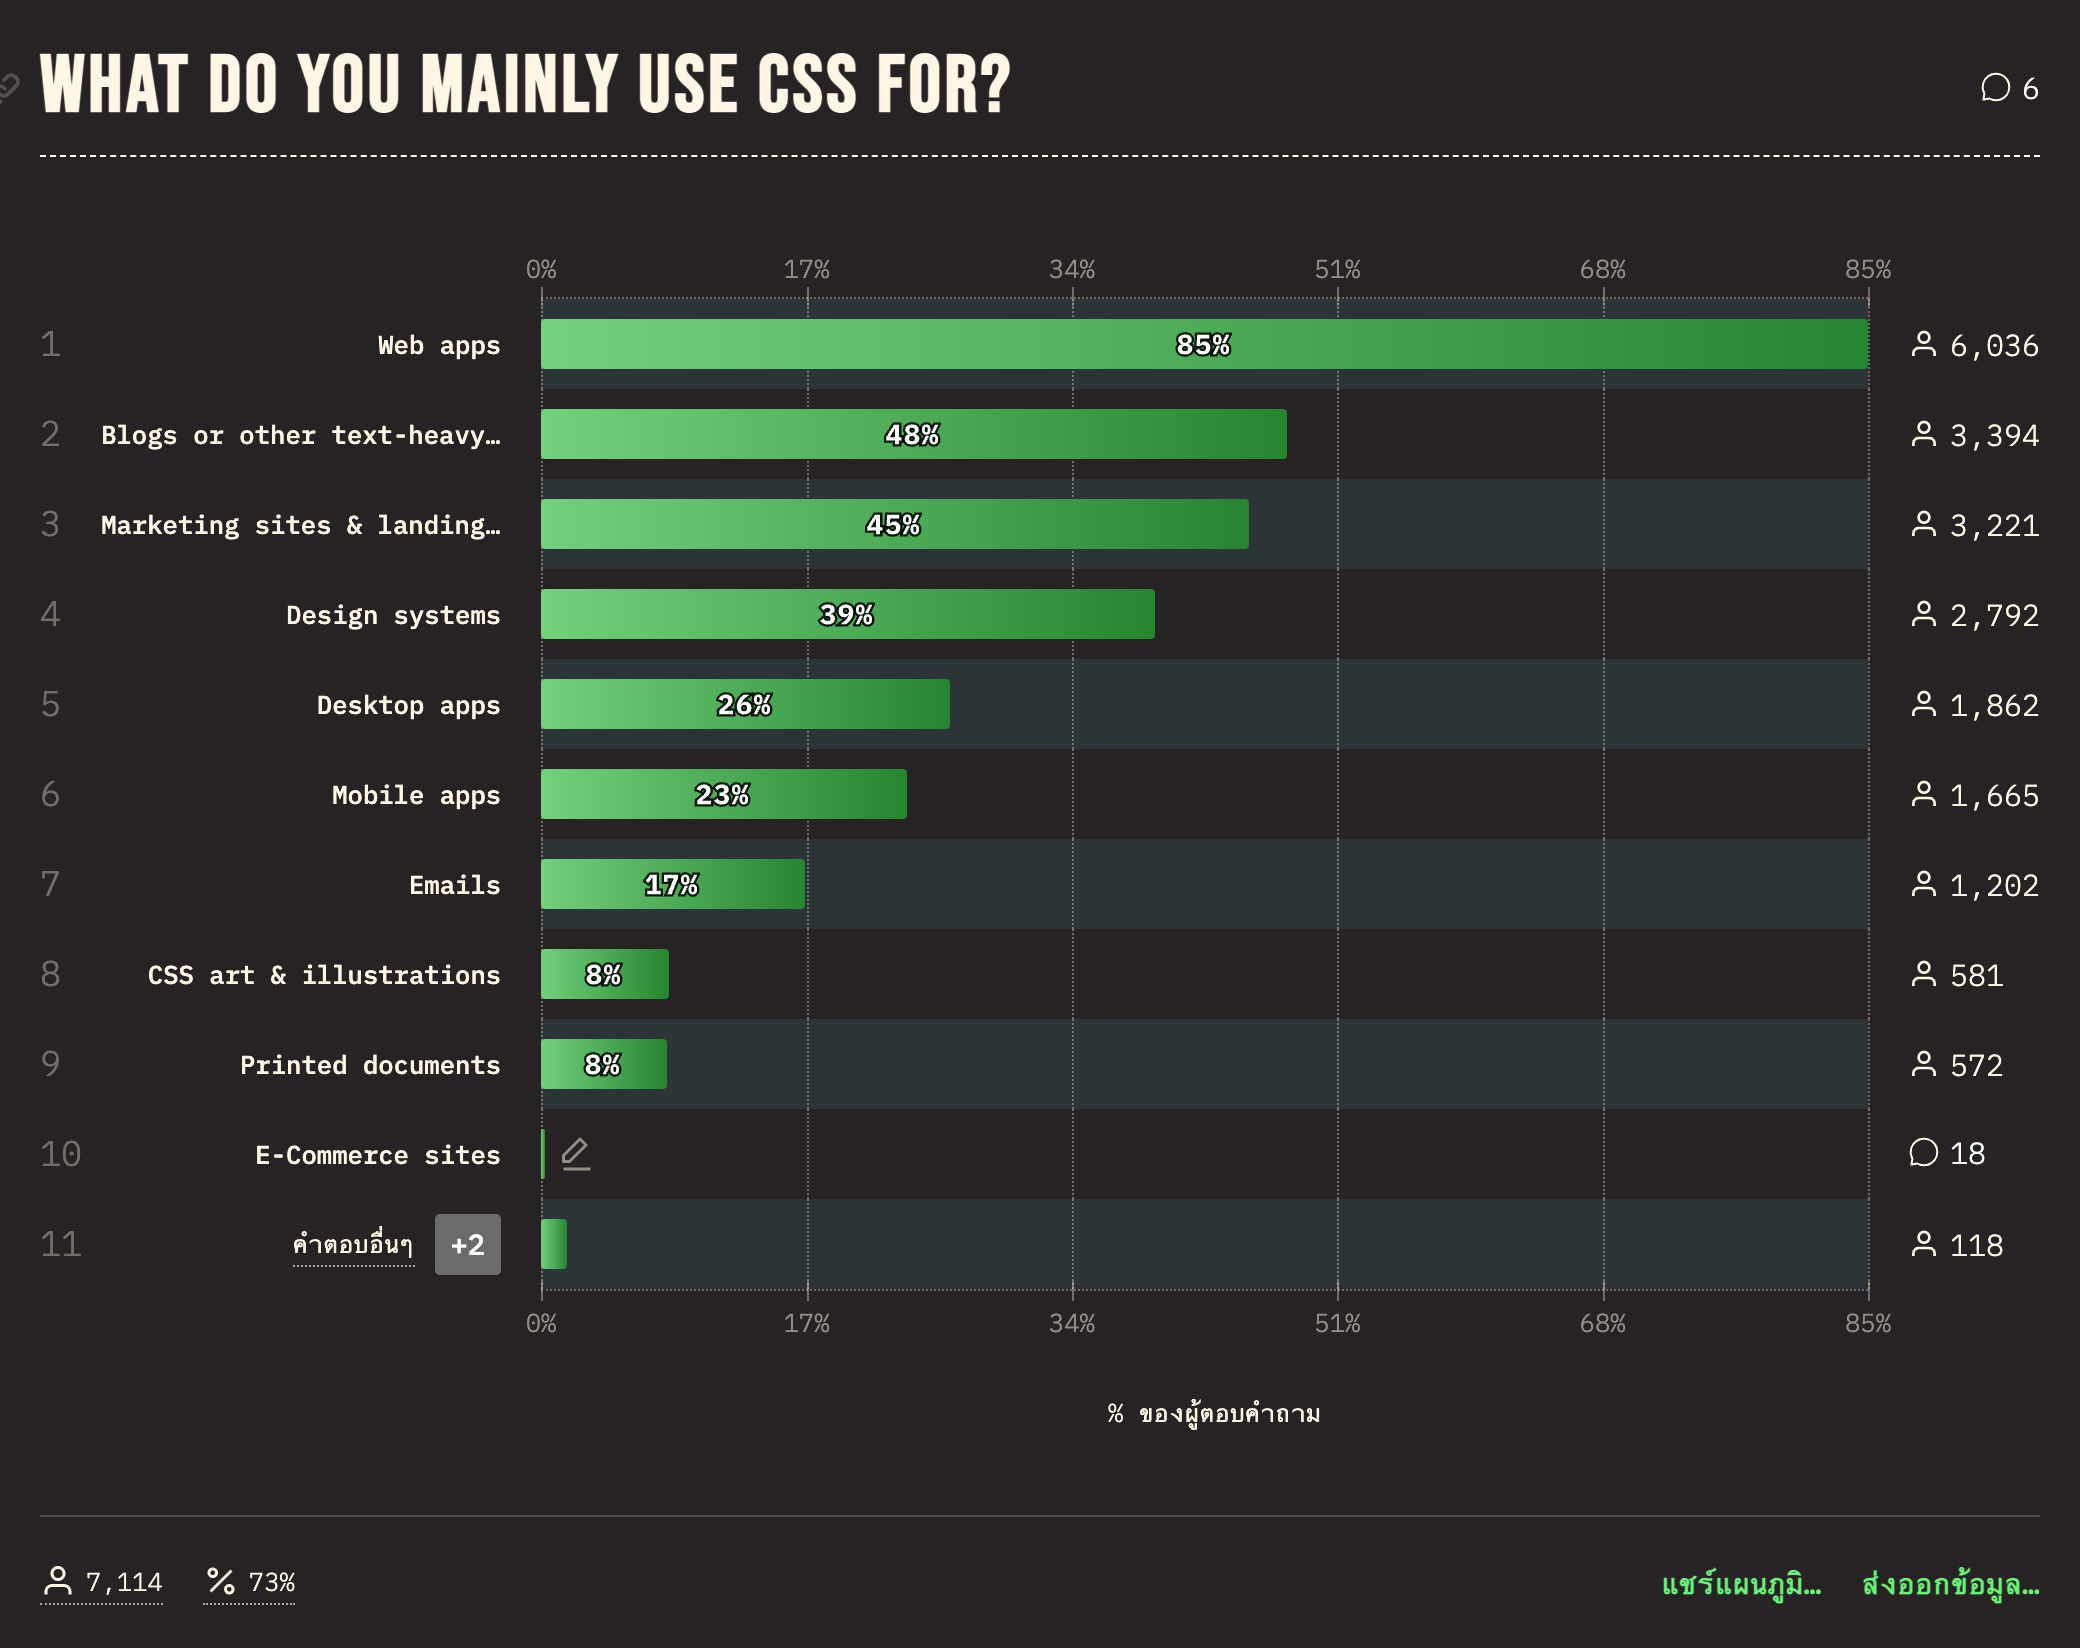 WHAT DO YOU MAINLY USE CSS FOR?
6
0% 17% 34% 51% 68% 85%
1 Web apps 85% 6,036
2 Blogs or other text-heavy… 48% 3,394
3 Marketing sites & landing… 45% 3,221
4 Design systems 39% 2,792
5 Desktop apps 26% 1,862
6 Mobile apps 23% 1,665
7 Emails 17% 1,202
8 CSS art & illustrations 8% 581
9 Printed documents 8% 572
10 E-Commerce sites 18
11 คำตอบอื่นๆ +2 118
0% 17% 34% 51% 68% 85%
% ของผู้ตอบคำถาม
7,114 73% แชร์แผนภูมิ… ส่งออกข้อมูล…